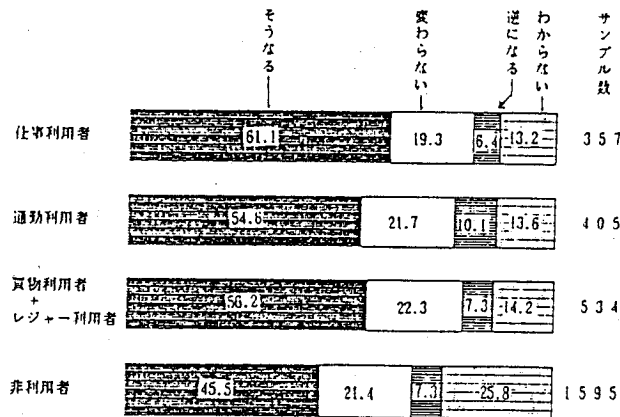 そうなる
変わらない
逆になる
わからない
サンプル数
仕事利用者 61.1 19.3 6.4 13.2 357
通勤利用者 54.6 21.7 10.1 13.6 405
買物利用者
+
レジャー利用者 56.2 22.3 7.3 14.2 534
非利用者 45.5 21.4 7.3 25.8 1595